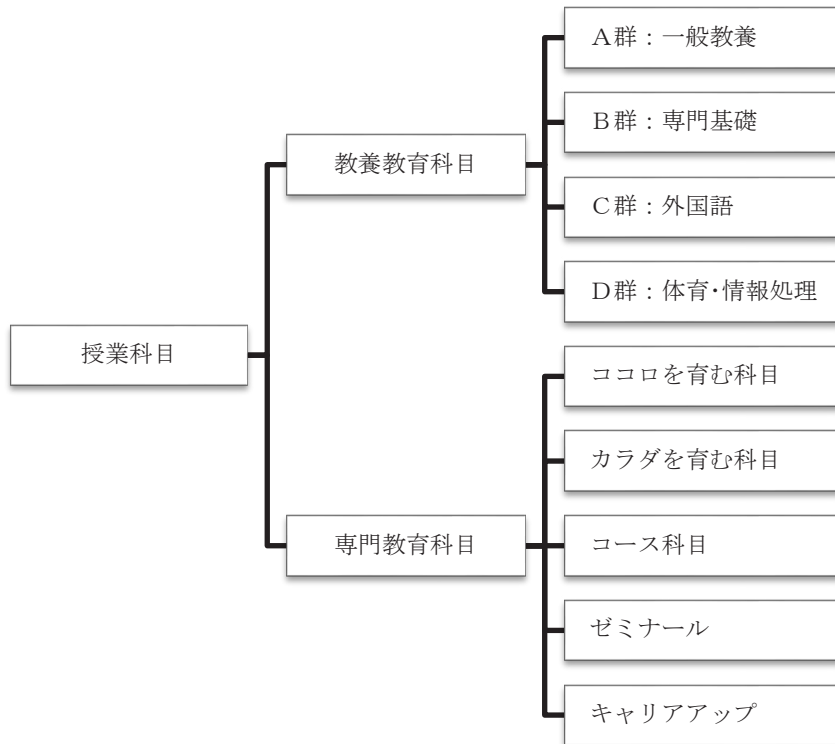 授業科目
教養教育科目
Ａ群：一般教養
Ｂ群：専門基礎
Ｃ群：外国語
Ｄ群：体育･情報処理
専門教育科目
ココロを育む科目
カラダを育む科目
コース科目
ゼミナール
キャリアアップ